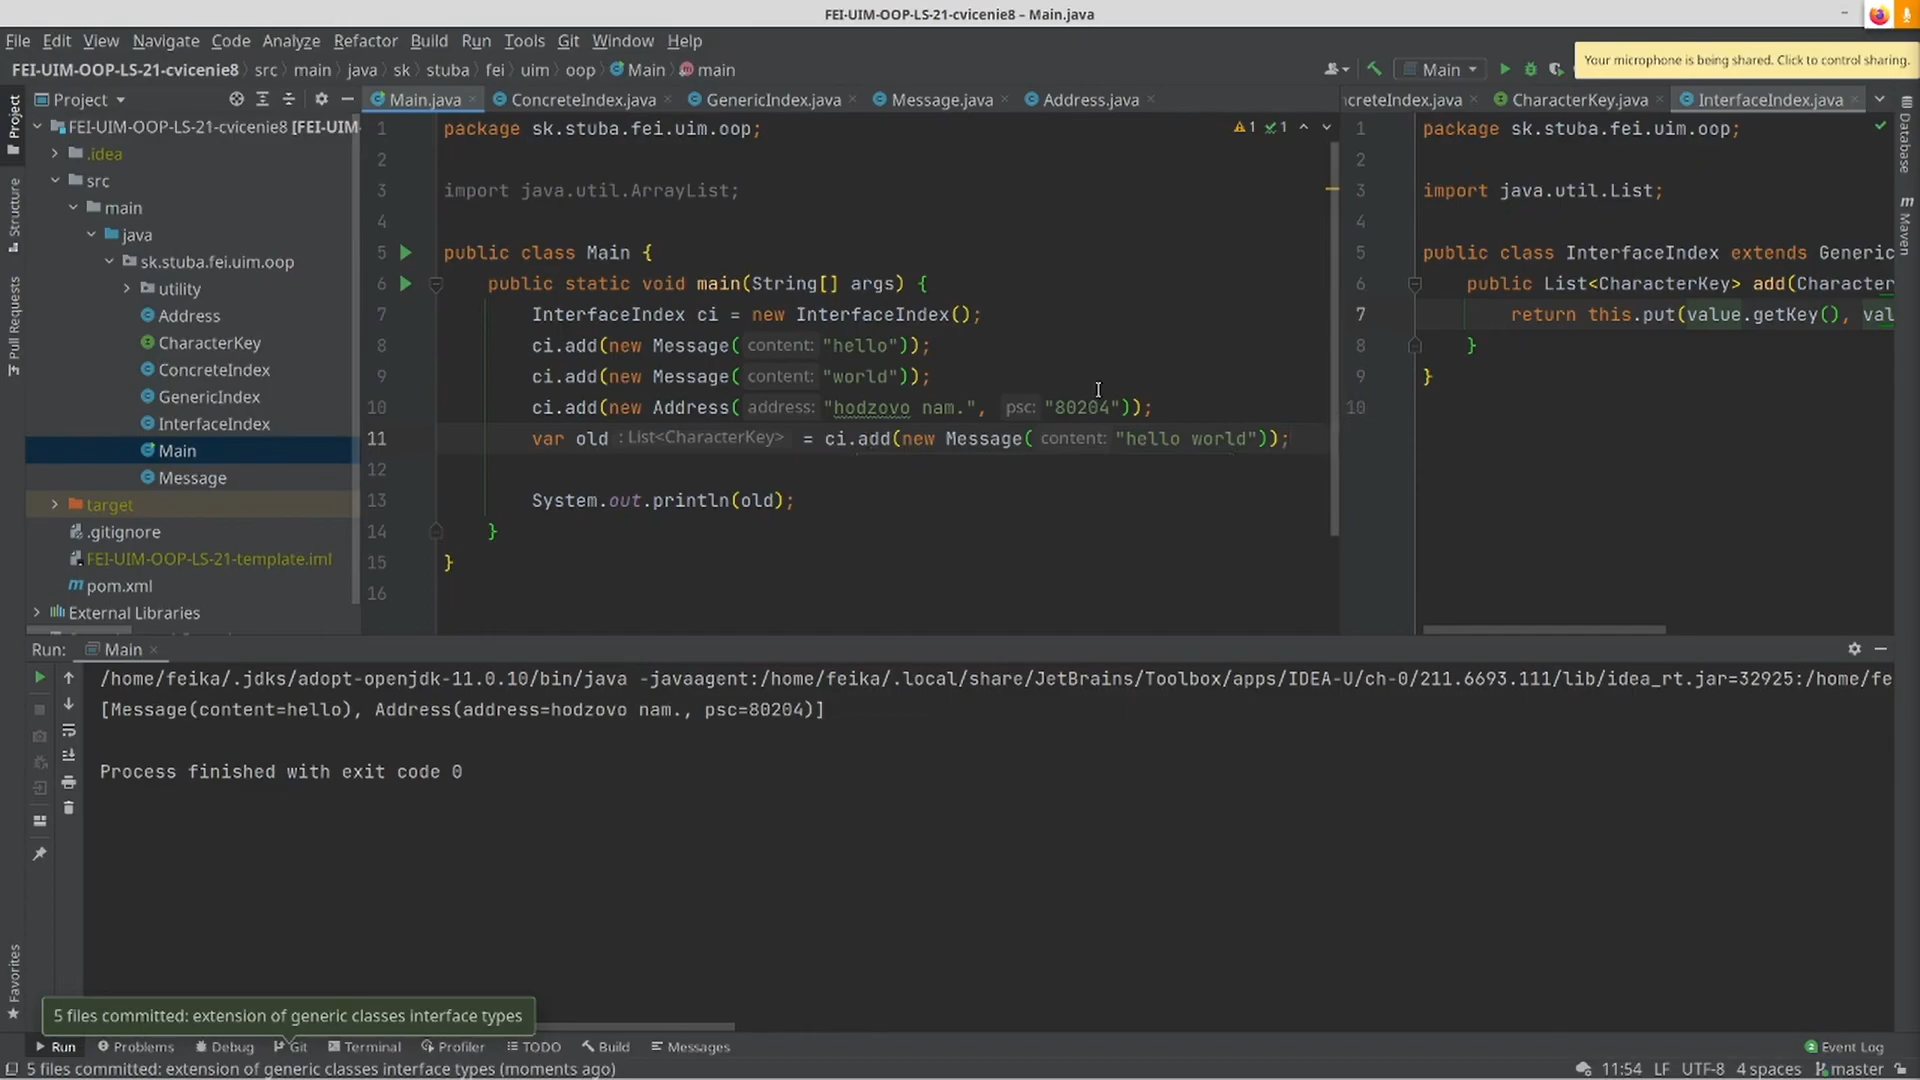 FEI-UIM-OOP-LS-21-cvicenie8 – Main.java
File Edit View Navigate Code Analyze Refactor Build Run Tools Git Window Help
Your microphone is being shared. Click to control sharing.
FEI-UIM-OOP-LS-21-cvicenie8 src main java sk stuba fei uim oop Main main
Main
Project
Main.java ConcreteIndex.java GenericIndex.java Message.java Address.java
creteIndex.java CharacterKey.java InterfaceIndex.java
Project
Structure
Pull Requests
Favorites
Database
Maven
FEI-UIM-OOP-LS-21-cvicenie8 [FEI-UIM-
.idea
src
main
java
sk.stuba.fei.uim.oop
utility
Address
CharacterKey
ConcreteIndex
GenericIndex
InterfaceIndex
Main
Message
target
.gitignore
FEI-UIM-OOP-LS-21-template.iml
pom.xml
External Libraries
1 package sk.stuba.fei.uim.oop;
2
3 import java.util.ArrayList;
4
5 public class Main {
6 public static void main(String[] args) {
7 InterfaceIndex ci = new InterfaceIndex();
8 ci.add(new Message( content: "hello"));
9 ci.add(new Message( content: "world"));
10 ci.add(new Address( address: "hodzovo nam.", psc: "80204"));
11 var old : List<CharacterKey> = ci.add(new Message( content: "hello world"));
12
13 System.out.println(old);
14 }
15 }
16
1 1
1 package sk.stuba.fei.uim.oop;
2
3 import java.util.List;
4
5 public class InterfaceIndex extends Generic
6 public List<CharacterKey> add(Character
7 return this.put(value.getKey(), val
8 }
9 }
10
Run: Main
/home/feika/.jdks/adopt-openjdk-11.0.10/bin/java -javaagent:/home/feika/.local/share/JetBrains/Toolbox/apps/IDEA-U/ch-0/211.6693.111/lib/idea_rt.jar=32925:/home/fe
[Message(content=hello), Address(address=hodzovo nam., psc=80204)]
Process finished with exit code 0
5 files committed: extension of generic classes interface types
Run Problems Debug Git Terminal Profiler TODO Build Messages
2 Event Log
5 files committed: extension of generic classes interface types (moments ago)
11:54 LF UTF-8 4 spaces master